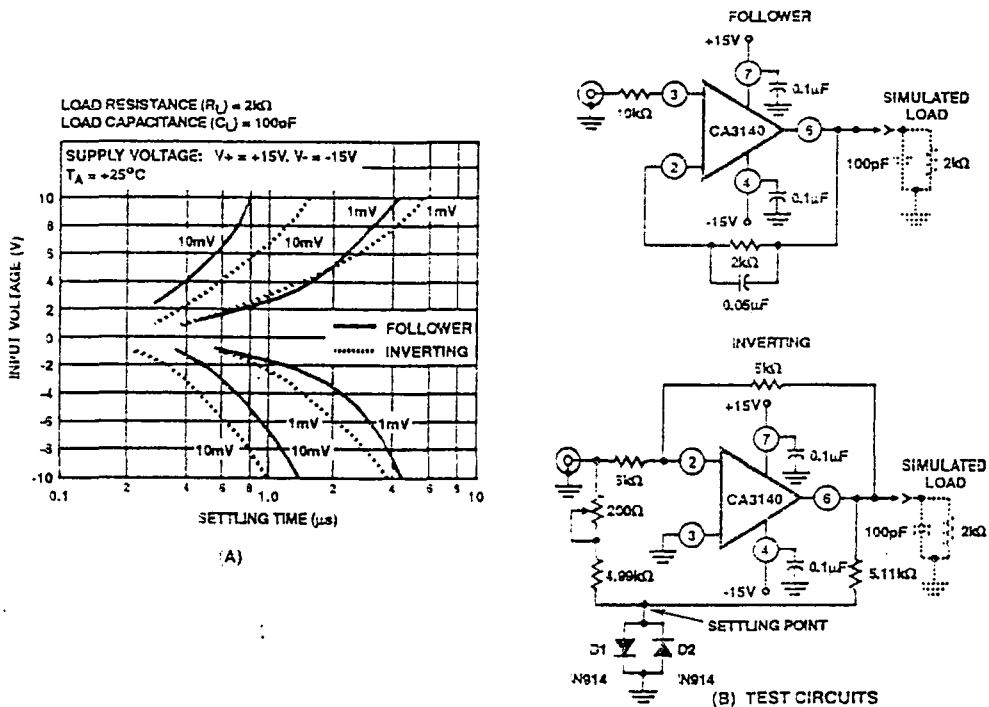 LOAD RESISTANCE (RL) = 2kΩ
LOAD CAPACITANCE (CL) = 100pF
SUPPLY VOLTAGE: V+ = +15V, V- = -15V
TA = +25°C
10
8
6
4
2
0
-2
-4
-6
-8
-10
INPUT VOLTAGE (V)
10mV
10mV
1mV
1mV
FOLLOWER
INVERTING
1mV
1mV
10mV
10mV
0.1
2
4
6
8
1.0
2
4
6
8
10
SETTLING TIME (μs)
(A)
FOLLOWER
+15V
7
0.1μF
3
10kΩ
CA3140
6
SIMULATED
LOAD
100pF
2kΩ
2
4
0.1μF
-15V
2kΩ
0.05μF
INVERTING
5kΩ
+15V
7
0.1μF
2
5kΩ
CA3140
6
SIMULATED
LOAD
200Ω
3
100pF
2kΩ
4
0.1μF
4.99kΩ
-15V
5.11kΩ
SETTLING POINT
D1
D2
1N914
1N914
(B) TEST CIRCUITS